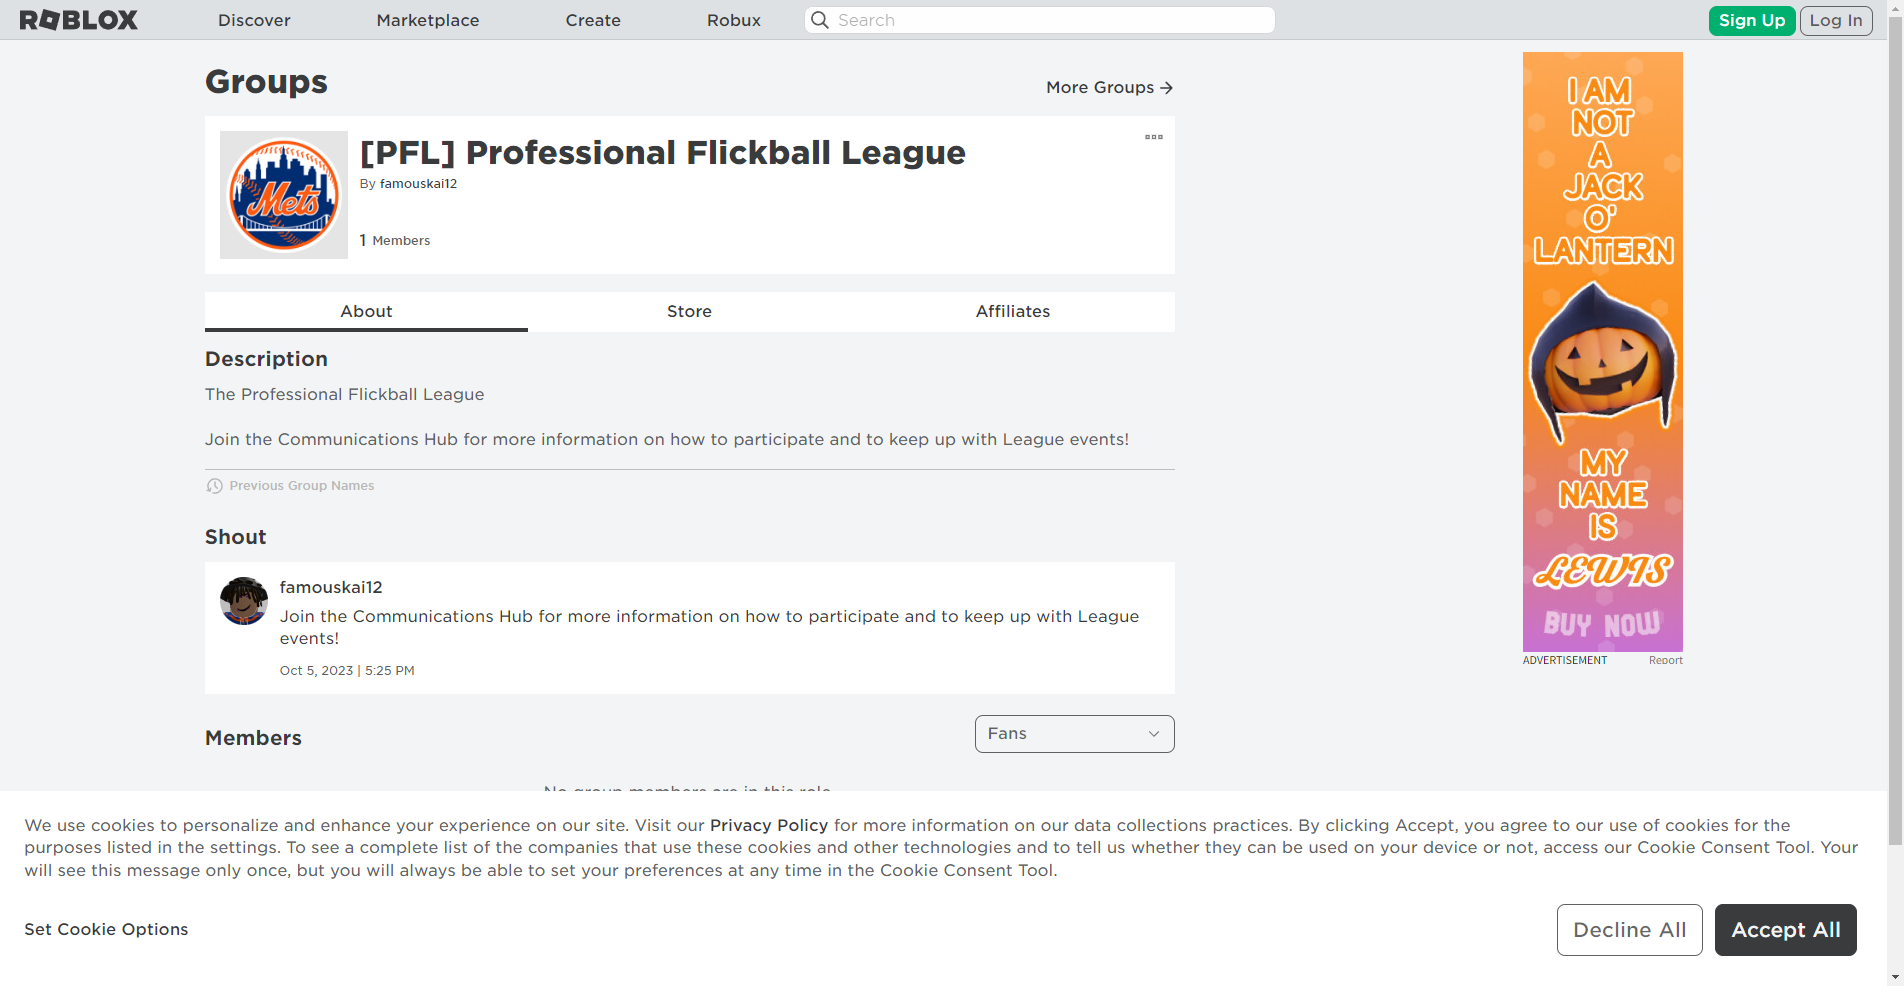 ROBLOX
Discover
Marketplace
Create
Robux
Search
Sign Up
Log In
Groups
More Groups
Mets
[PFL] Professional Flickball League
By famouskai12
1 Members
About
Store
Affiliates
Description
The Professional Flickball League
Join the Communications Hub for more information on how to participate and to keep up with League events!
Previous Group Names
Shout
famouskai12
Join the Communications Hub for more information on how to participate and to keep up with League
events!
Oct 5, 2023 | 5:25 PM
Members
Fans
No group members are in this role
I AM
NOT
A
JACK
O'
LANTERN
MY
NAME
IS
LEWIS
BUY NOW
ADVERTISEMENT
Report
We use cookies to personalize and enhance your experience on our site. Visit our Privacy Policy for more information on our data collections practices. By clicking Accept, you agree to our use of cookies for the
purposes listed in the settings. To see a complete list of the companies that use these cookies and other technologies and to tell us whether they can be used on your device or not, access our Cookie Consent Tool. Your
will see this message only once, but you will always be able to set your preferences at any time in the Cookie Consent Tool.
Set Cookie Options
Decline All
Accept All